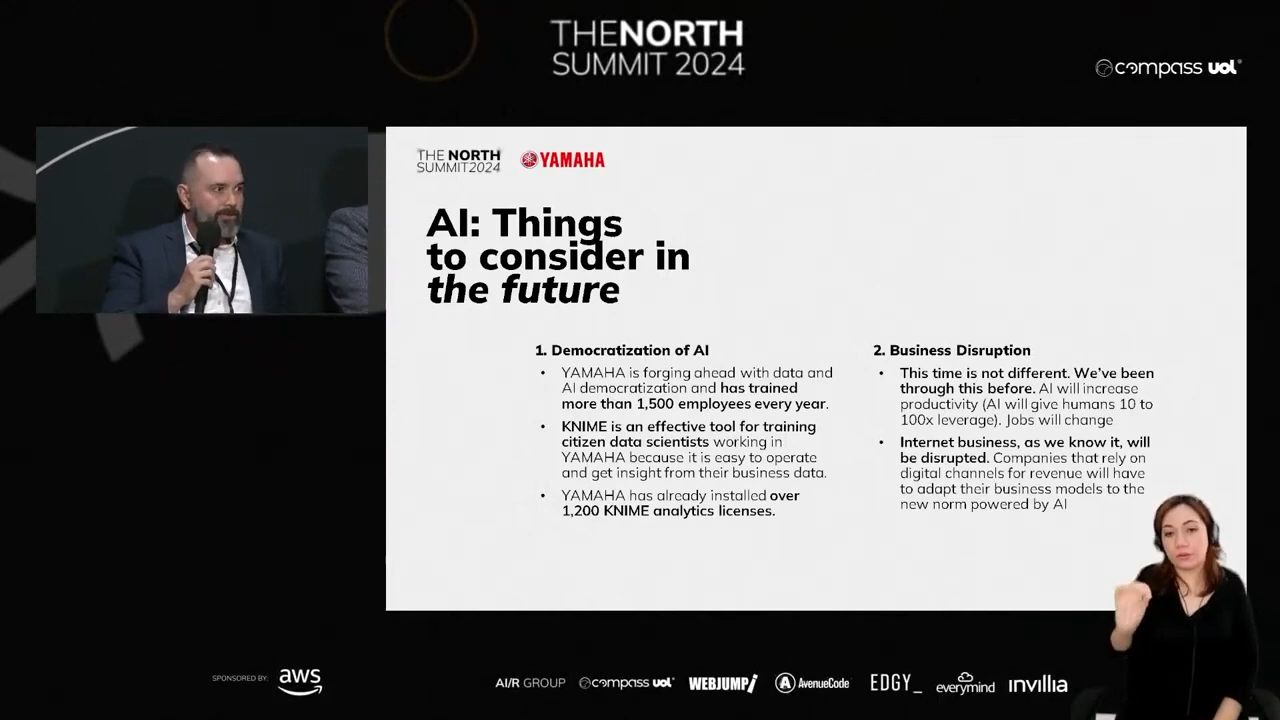 THENORTH
SUMMIT 2024
compass uol
THE NORTH
SUMMIT2024
YAMAHA
AI: Things
to consider in
the future
1. Democratization of AI
• YAMAHA is forging ahead with data and
AI democratization and has trained
more than 1,500 employees every year.
• KNIME is an effective tool for training
citizen data scientists working in
YAMAHA because it is easy to operate
and get insight from their business data.
• YAMAHA has already installed over
1,200 KNIME analytics licenses.
2. Business Disruption
• This time is not different. We’ve been
through this before. AI will increase
productivity (AI will give humans 10 to
100x leverage). Jobs will change
• Internet business, as we know it, will
be disrupted. Companies that rely on
digital channels for revenue will have
to adapt their business models to the
new norm powered by AI
SPONSORED BY:
aws
AI/R GROUP
compass uol
WEBJUMP/
AvenueCode
EDGY_
everymind
invillia